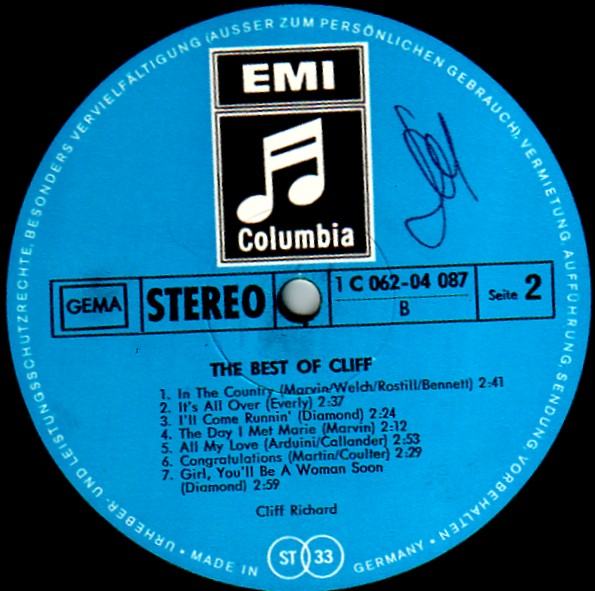 EMI
Columbia
GEMA
STEREO
1 C 062-04 087
B
Seite 2
THE BEST OF CLIFF
1. In The Country (Marvin/Welch/Rostill/Bennett) 2:41
2. It's All Over (Everly) 2:37
3. I'll Come Runnin' (Diamond) 2:24
4. The Day I Met Marie (Marvin) 2:12
5. All My Love (Arduini/Callander) 2:53
6. Congratulations (Martin/Coulter) 2:29
7. Girl, You'll Be A Woman Soon
(Diamond) 2:59
Cliff Richard
URHEBER- UND LEISTUNGSSCHUTZRECHTE, BESONDERS VERVIELFÄLTIGUNG (AUSSER ZUM PERSÖNLICHEN GEBRAUCH), VERMIETUNG, AUFFÜHRUNG, SENDUNG VORBEHALTEN •
• MADE IN
ST 33
GERMANY